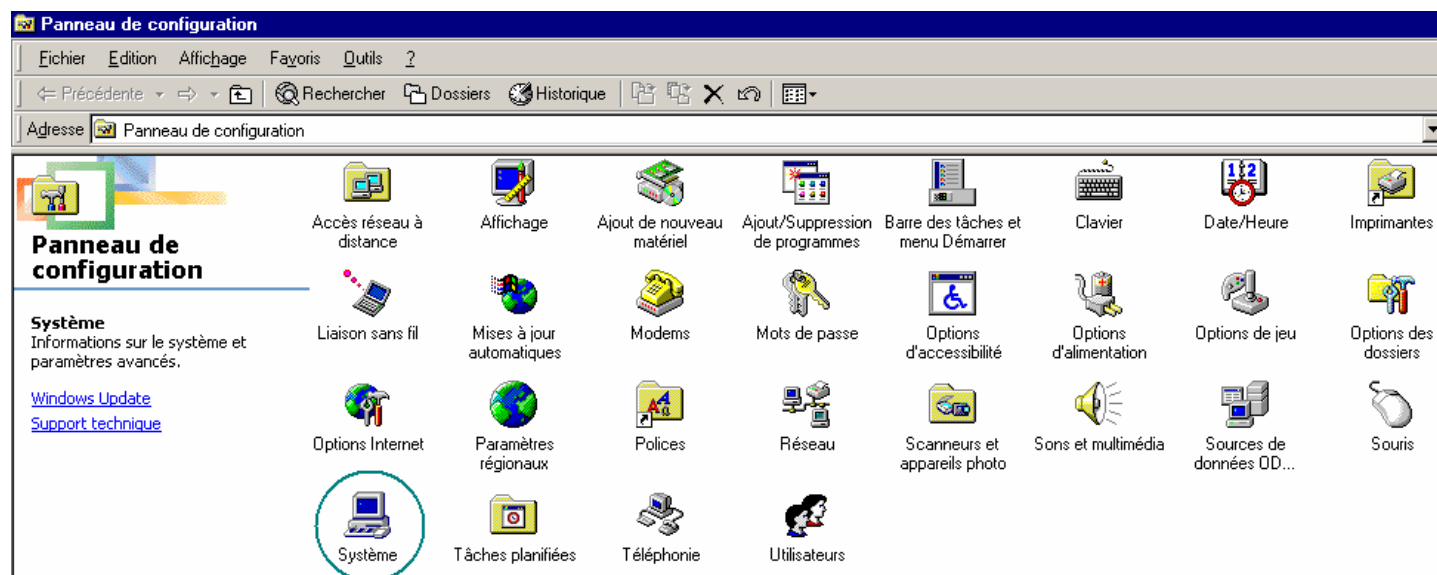 Panneau de configuration
Fichier Edition Affichage Favoris Outils ?
Précédente Rechercher Dossiers Historique
Adresse Panneau de configuration
Panneau de
configuration
Système
Informations sur le système et
paramètres avancés.
Windows Update
Support technique
Accès réseau à
distance
Affichage
Ajout de nouveau
matériel
Ajout/Suppression
de programmes
Barre des tâches et
menu Démarrer
Clavier
Date/Heure
Imprimantes
Liaison sans fil
Mises à jour
automatiques
Modems
Mots de passe
Options
d'accessibilité
Options
d'alimentation
Options de jeu
Options des
dossiers
Options Internet
Paramètres
régionaux
Polices
Réseau
Scanneurs et
appareils photo
Sons et multimédia
Sources de
données OD...
Souris
Système
Tâches planifiées
Téléphonie
Utilisateurs